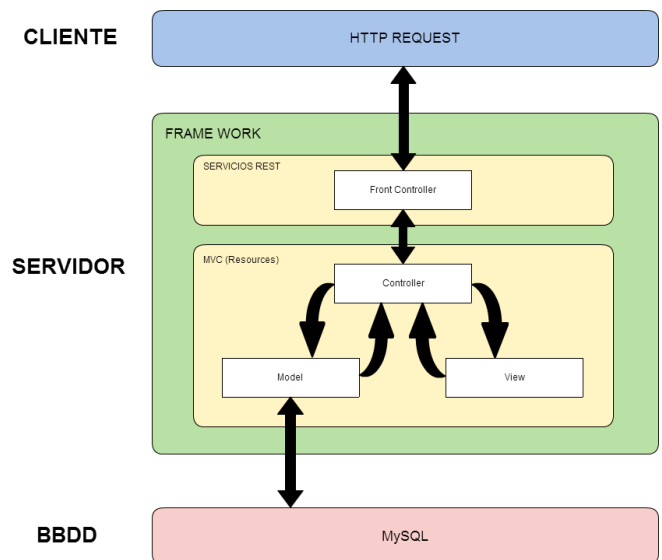 CLIENTE
HTTP REQUEST
FRAME WORK
SERVICIOS REST
Front Controller
SERVIDOR
MVC (Resources)
Controller
Model
View
BBDD
MySQL